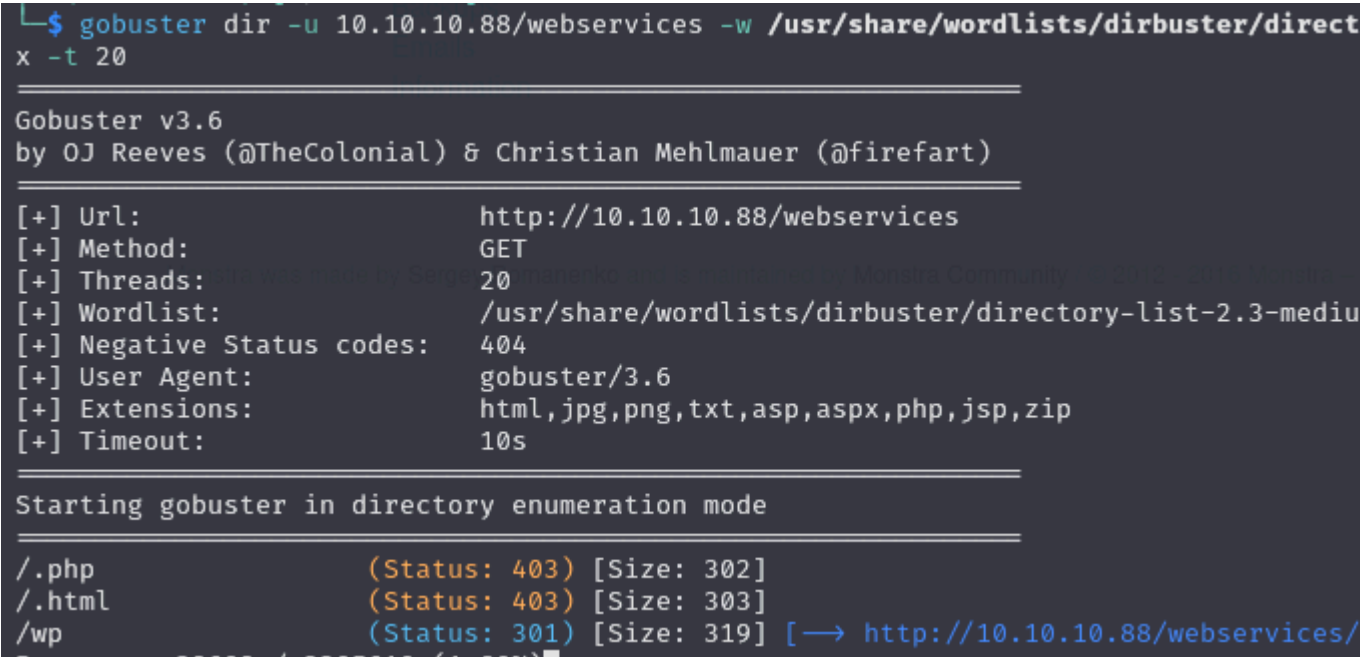 └─$ gobuster dir -u 10.10.10.88/webservices -w /usr/share/wordlists/dirbuster/direct
x -t 20
Gobuster v3.6
by OJ Reeves (@TheColonial) & Christian Mehlmauer (@firefart)
[+] Url: http://10.10.10.88/webservices
[+] Method: GET
[+] Threads: 20
[+] Wordlist: /usr/share/wordlists/dirbuster/directory-list-2.3-mediu
[+] Negative Status codes: 404
[+] User Agent: gobuster/3.6
[+] Extensions: html,jpg,png,txt,asp,aspx,php,jsp,zip
[+] Timeout: 10s
Starting gobuster in directory enumeration mode
/.php (Status: 403) [Size: 302]
/.html (Status: 403) [Size: 303]
/wp (Status: 301) [Size: 319] [--> http://10.10.10.88/webservices/